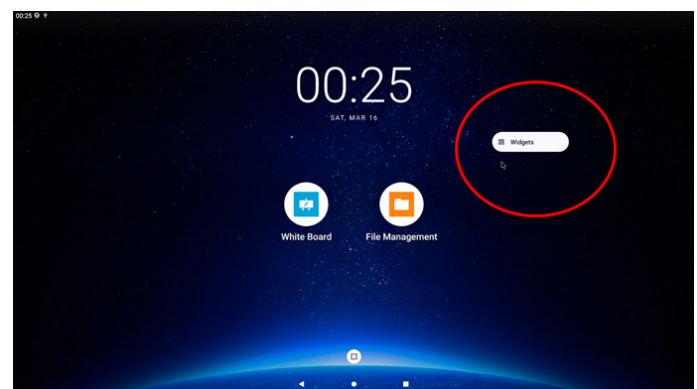 00:25
00:25
SAT, MAR 16
Widgets
White Board
File Management